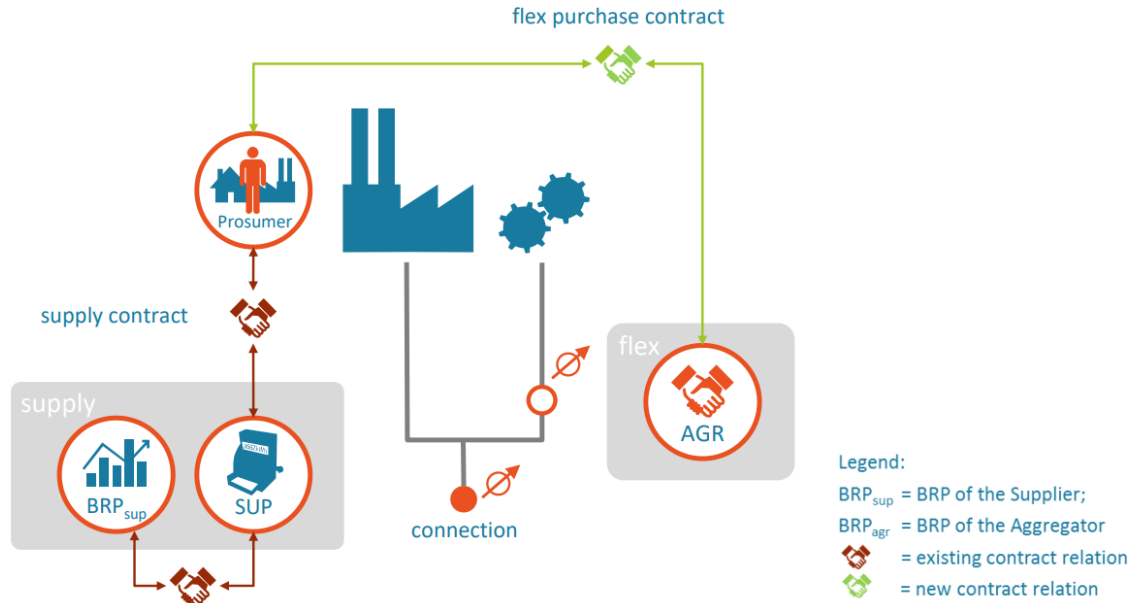 flex purchase contract
Prosumer
supply contract
flex
supply
AGR
BRPsup
SUP
connection
Legend:
BRPsup = BRP of the Supplier;
BRPagr = BRP of the Aggregator
= existing contract relation
= new contract relation